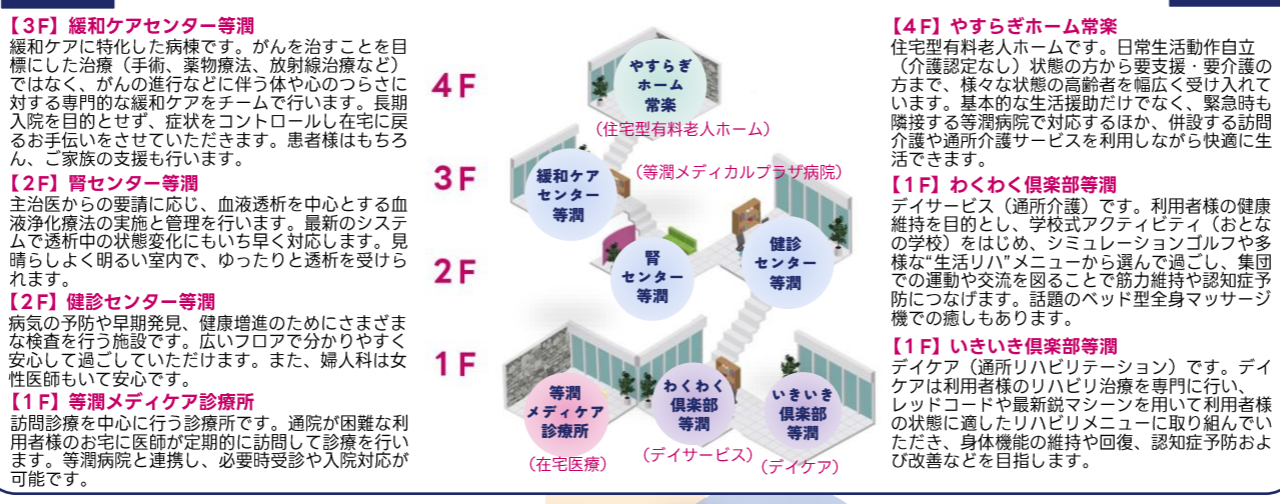 【3F】緩和ケアセンター等潤
緩和ケアに特化した病棟です。がんを治すことを目
標にした治療（手術、薬物療法、放射線治療など）
ではなく、がんの進行などに伴う体や心のつらさに
対する専門的な緩和ケアをチームで行います。長期
入院を目的とせず、症状をコントロールし在宅に戻
るお手伝いをさせていただきます。患者様はもちろ
ん、ご家族の支援も行います。
【2F】腎センター等潤
主治医からの要請に応じ、血液透析を中心とする血
液浄化療法の実施と管理を行います。最新のシステ
ムで透析中の状態変化にもいち早く対応します。見
晴らしよく明るい室内で、ゆったりと透析を受けら
れます。
【2F】健診センター等潤
病気の予防や早期発見、健康増進のためにさまざま
な検査を行う施設です。広いフロアで分かりやすく
安心して過ごしていただけます。また、婦人科は女
性医師もいて安心です。
【1F】等潤メディケア診療所
訪問診療を中心に行う診療所です。通院が困難な利
用者様のお宅に医師が定期的に訪問して診療を行い
ます。等潤病院と連携し、必要時受診や入院対応が
可能です。
4F
やすらぎ
ホーム
常楽
（住宅型有料老人ホーム）
3F
緩和ケア
センター
等潤
（等潤メディカルプラザ病院）
2F
腎
センター
等潤
健診
センター
等潤
1F
等潤
メディケア
診療所
（在宅医療）
わくわく
倶楽部
等潤
（デイサービス）
いきいき
倶楽部
等潤
（デイケア）
【4F】やすらぎホーム常楽
住宅型有料老人ホームです。日常生活動作自立
（介護認定なし）状態の方から要支援・要介護の
方まで、様々な状態の高齢者を幅広く受け入れて
います。基本的な生活援助だけでなく、緊急時も
隣接する等潤病院で対応するほか、併設する訪問
介護や通所介護サービスを利用しながら快適に生
活できます。
【1F】わくわく倶楽部等潤
デイサービス（通所介護）です。利用者様の健康
維持を目的とし、学校式アクティビティ（おとな
の学校）をはじめ、シミュレーションゴルフや多
様な“生活リハ”メニューから選んで過ごし、集団
での運動や交流を図ることで筋力維持や認知症予
防につなげます。話題のベッド型全身マッサージ
機での癒しもあります。
【1F】いきいき倶楽部等潤
デイケア（通所リハビリテーション）です。デイ
ケアは利用者様のリハビリ治療を専門に行い、
レッドコードや最新鋭マシーンを用いて利用者様
の状態に適したリハビリメニューに取り組んでい
ただき、身体機能の維持や回復、認知症予防およ
び改善などを目指します。